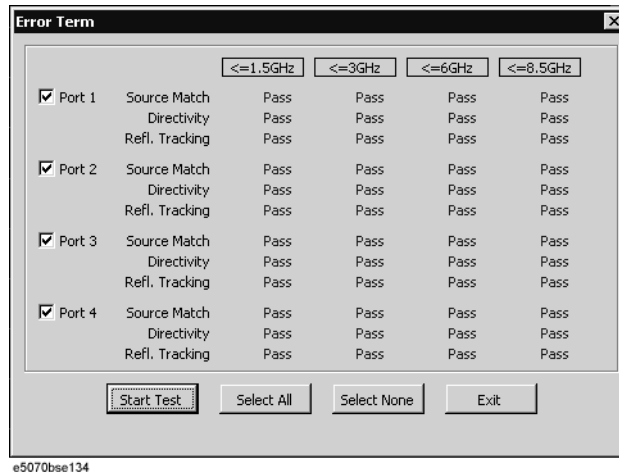 Error Term
<=1.5GHz <=3GHz <=6GHz <=8.5GHz
Port 1 Source Match Pass Pass Pass Pass
Directivity Pass Pass Pass Pass
Refl. Tracking Pass Pass Pass Pass
Port 2 Source Match Pass Pass Pass Pass
Directivity Pass Pass Pass Pass
Refl. Tracking Pass Pass Pass Pass
Port 3 Source Match Pass Pass Pass Pass
Directivity Pass Pass Pass Pass
Refl. Tracking Pass Pass Pass Pass
Port 4 Source Match Pass Pass Pass Pass
Directivity Pass Pass Pass Pass
Refl. Tracking Pass Pass Pass Pass
Start Test Select All Select None Exit
e5070bse134